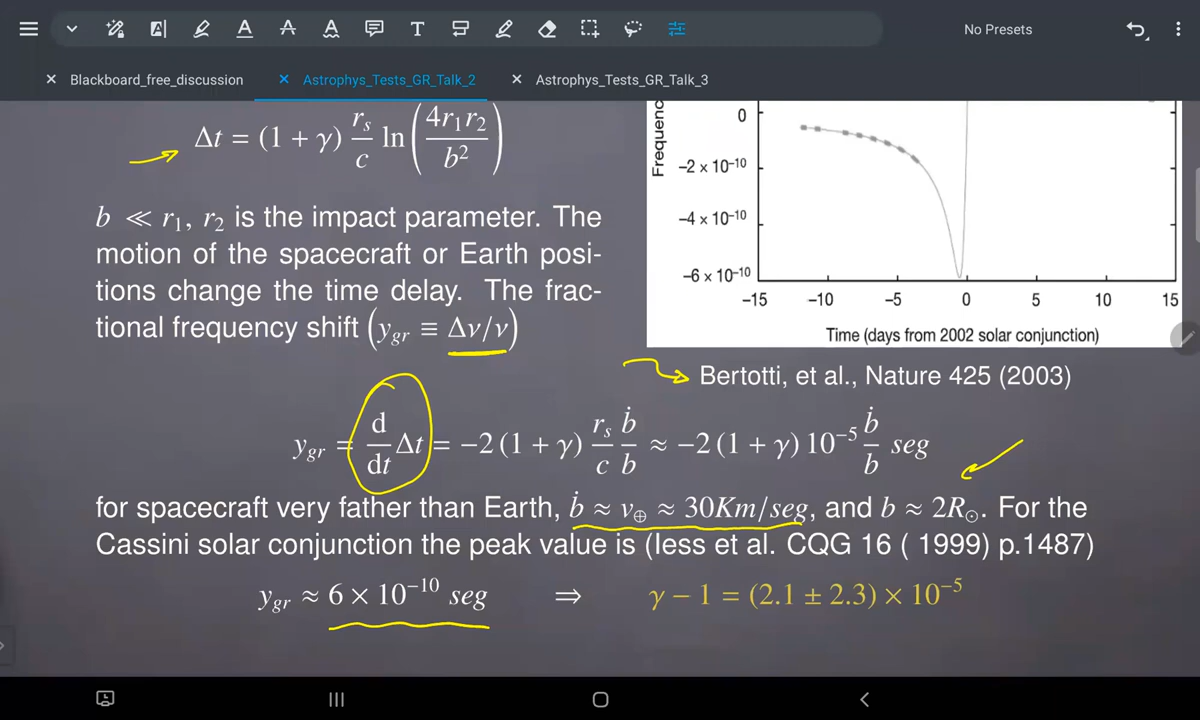 No Presets
Blackboard_free_discussion
Astrophys_Tests_GR_Talk_2
Astrophys_Tests_GR_Talk_3
Δt = (1 + γ) r_s/c ln(4r₁r₂/b²)
b ≪ r₁, r₂ is the impact parameter. The
motion of the spacecraft or Earth posi-
tions change the time delay. The frac-
tional frequency shift (y_gr ≡ Δν/ν)
Frequenc
0
−2 × 10⁻¹⁰
−4 × 10⁻¹⁰
−6 × 10⁻¹⁰
−15 −10 −5 0 5 10 15
Time (days from 2002 solar conjunction)
Bertotti, et al., Nature 425 (2003)
y_gr = d/dt Δt = −2 (1 + γ) r_s/c ḃ/b ≈ −2 (1 + γ) 10⁻⁵ ḃ/b seg
for spacecraft very father than Earth, ḃ ≈ v_⊕ ≈ 30Km/seg, and b ≈ 2R_⊙. For the
Cassini solar conjunction the peak value is (less et al. CQG 16 ( 1999) p.1487)
y_gr ≈ 6 × 10⁻¹⁰ seg ⇒ γ − 1 = (2.1 ± 2.3) × 10⁻⁵